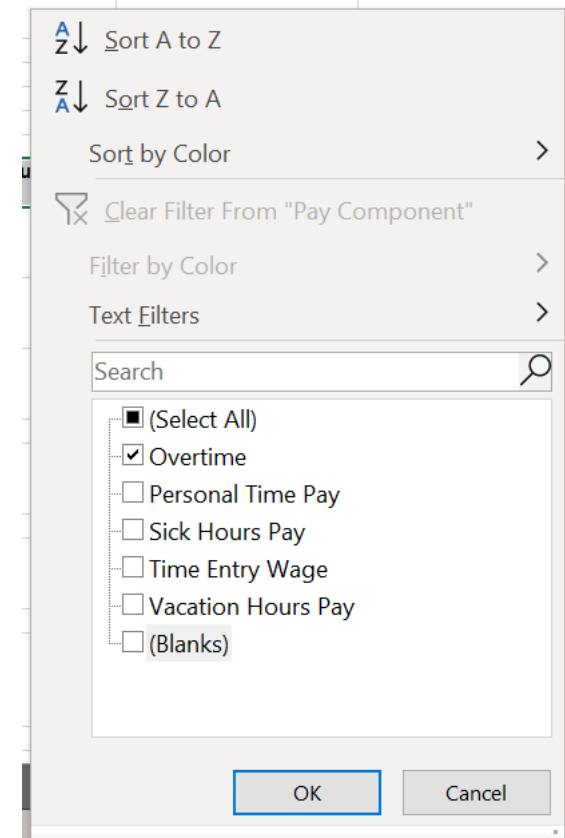 Sort A to Z
Sort Z to A
Sort by Color
Clear Filter From "Pay Component"
Filter by Color
Text Filters
Search
(Select All)
Overtime
Personal Time Pay
Sick Hours Pay
Time Entry Wage
Vacation Hours Pay
(Blanks)
OK Cancel